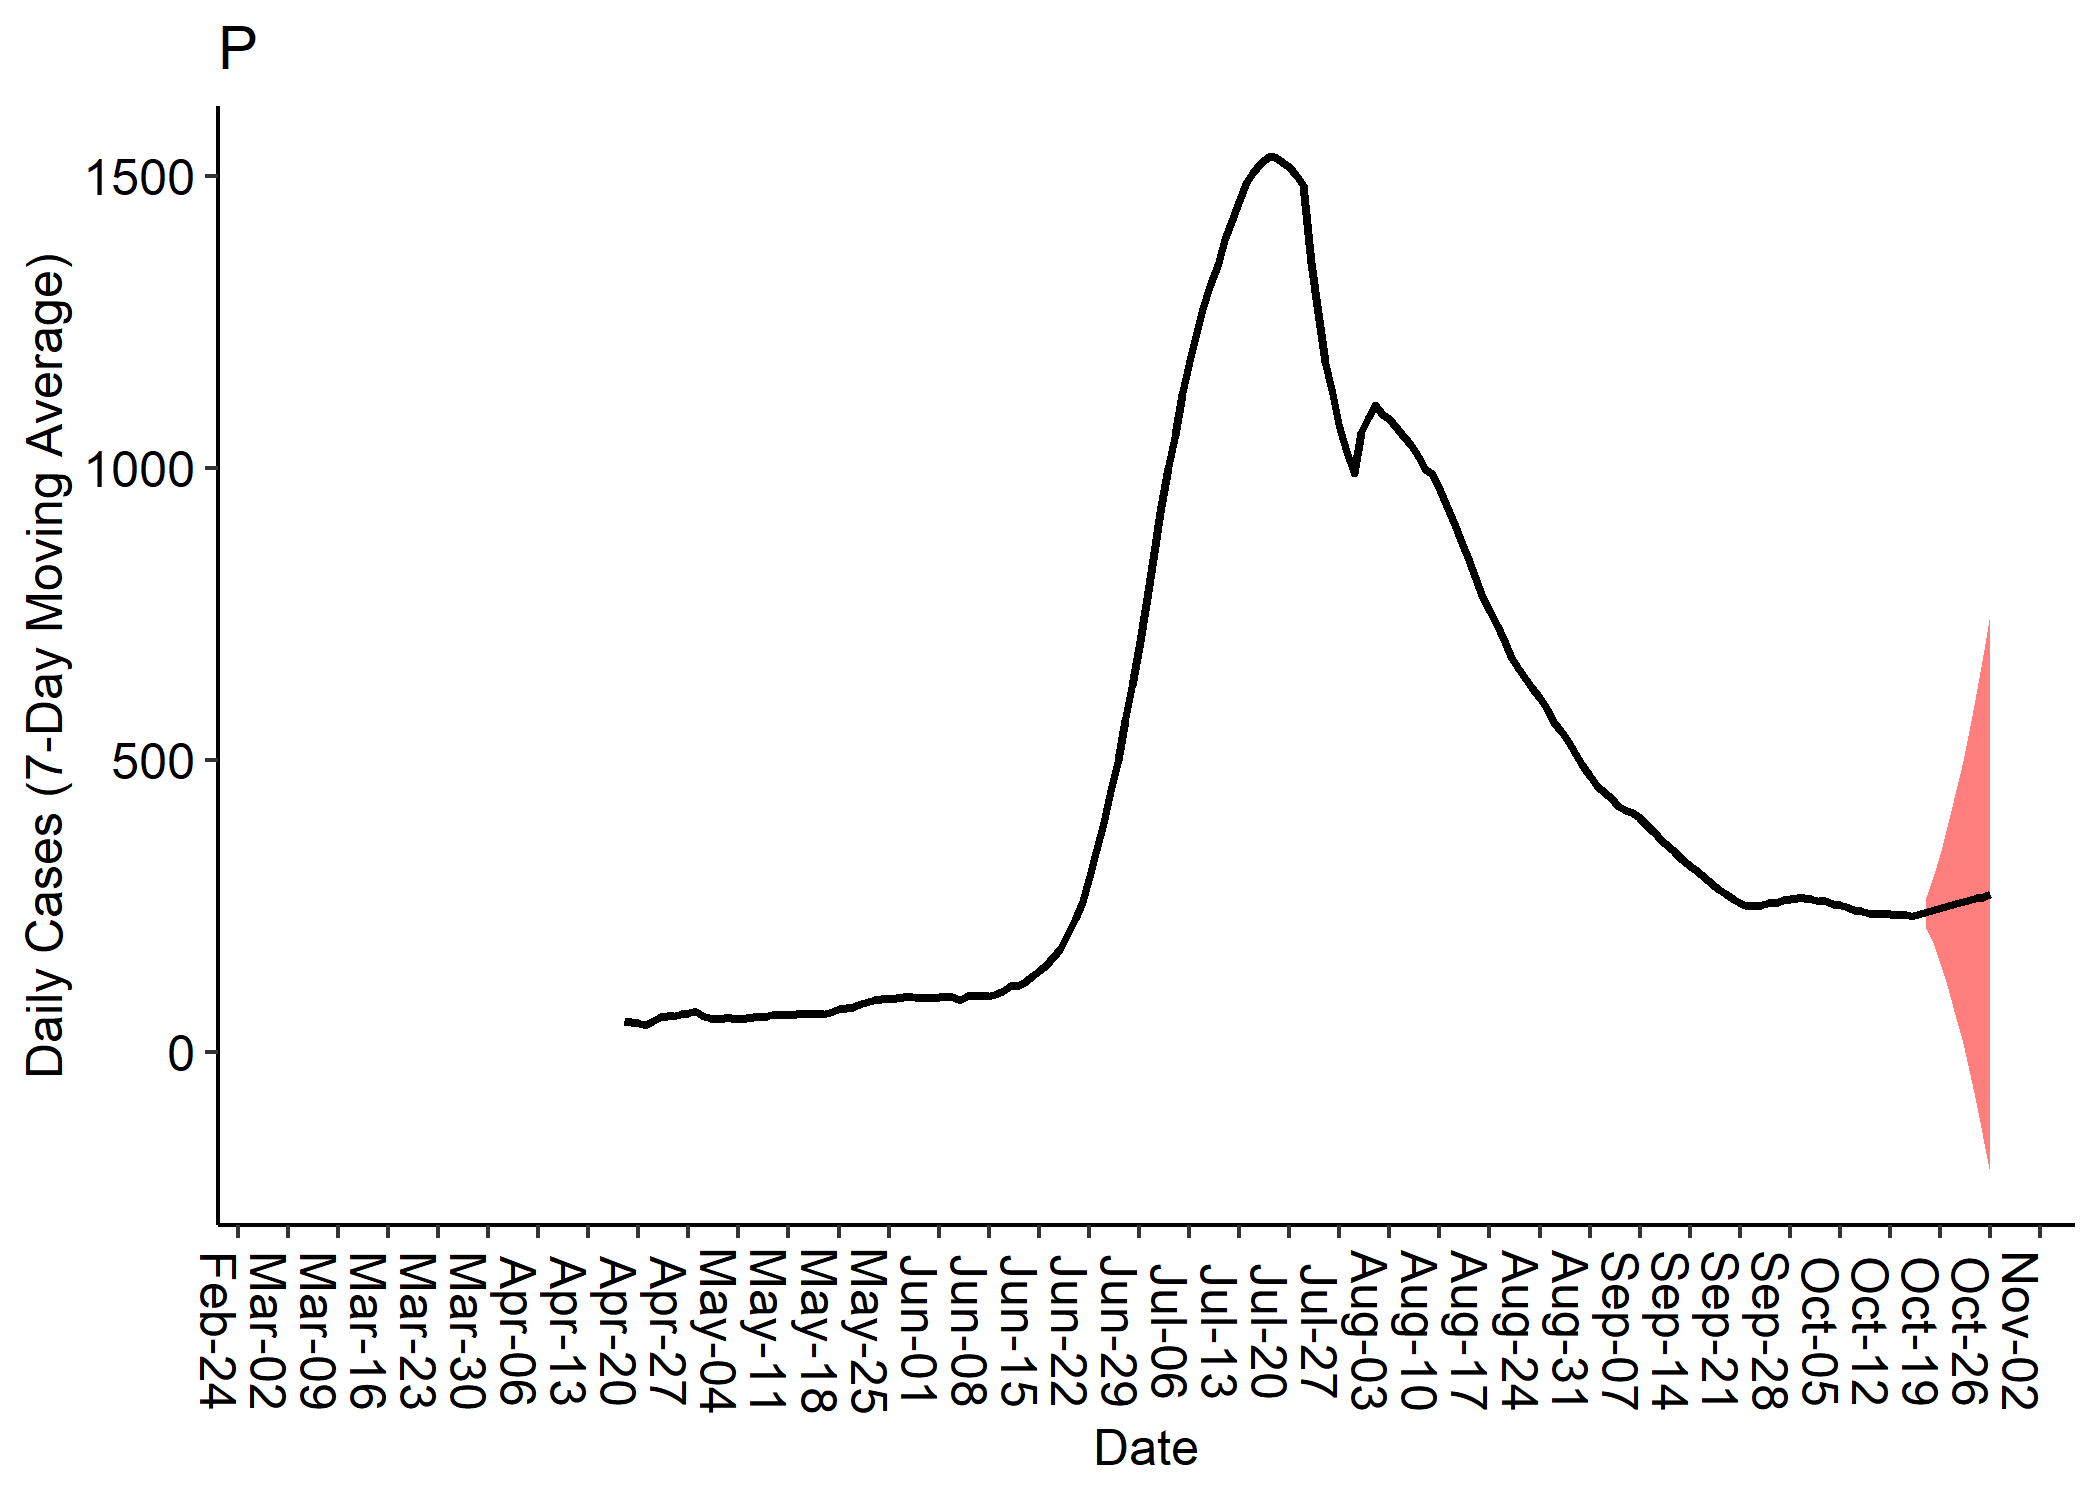 P
Daily Cases (7-Day Moving Average)
1500
1000
500
0
Feb-24
Mar-02
Mar-09
Mar-16
Mar-23
Mar-30
Apr-06
Apr-13
Apr-20
Apr-27
May-04
May-11
May-18
May-25
Jun-01
Jun-08
Jun-15
Jun-22
Jun-29
Jul-06
Jul-13
Jul-20
Jul-27
Aug-03
Aug-10
Aug-17
Aug-24
Aug-31
Sep-07
Sep-14
Sep-21
Sep-28
Oct-05
Oct-12
Oct-19
Oct-26
Nov-02
Date